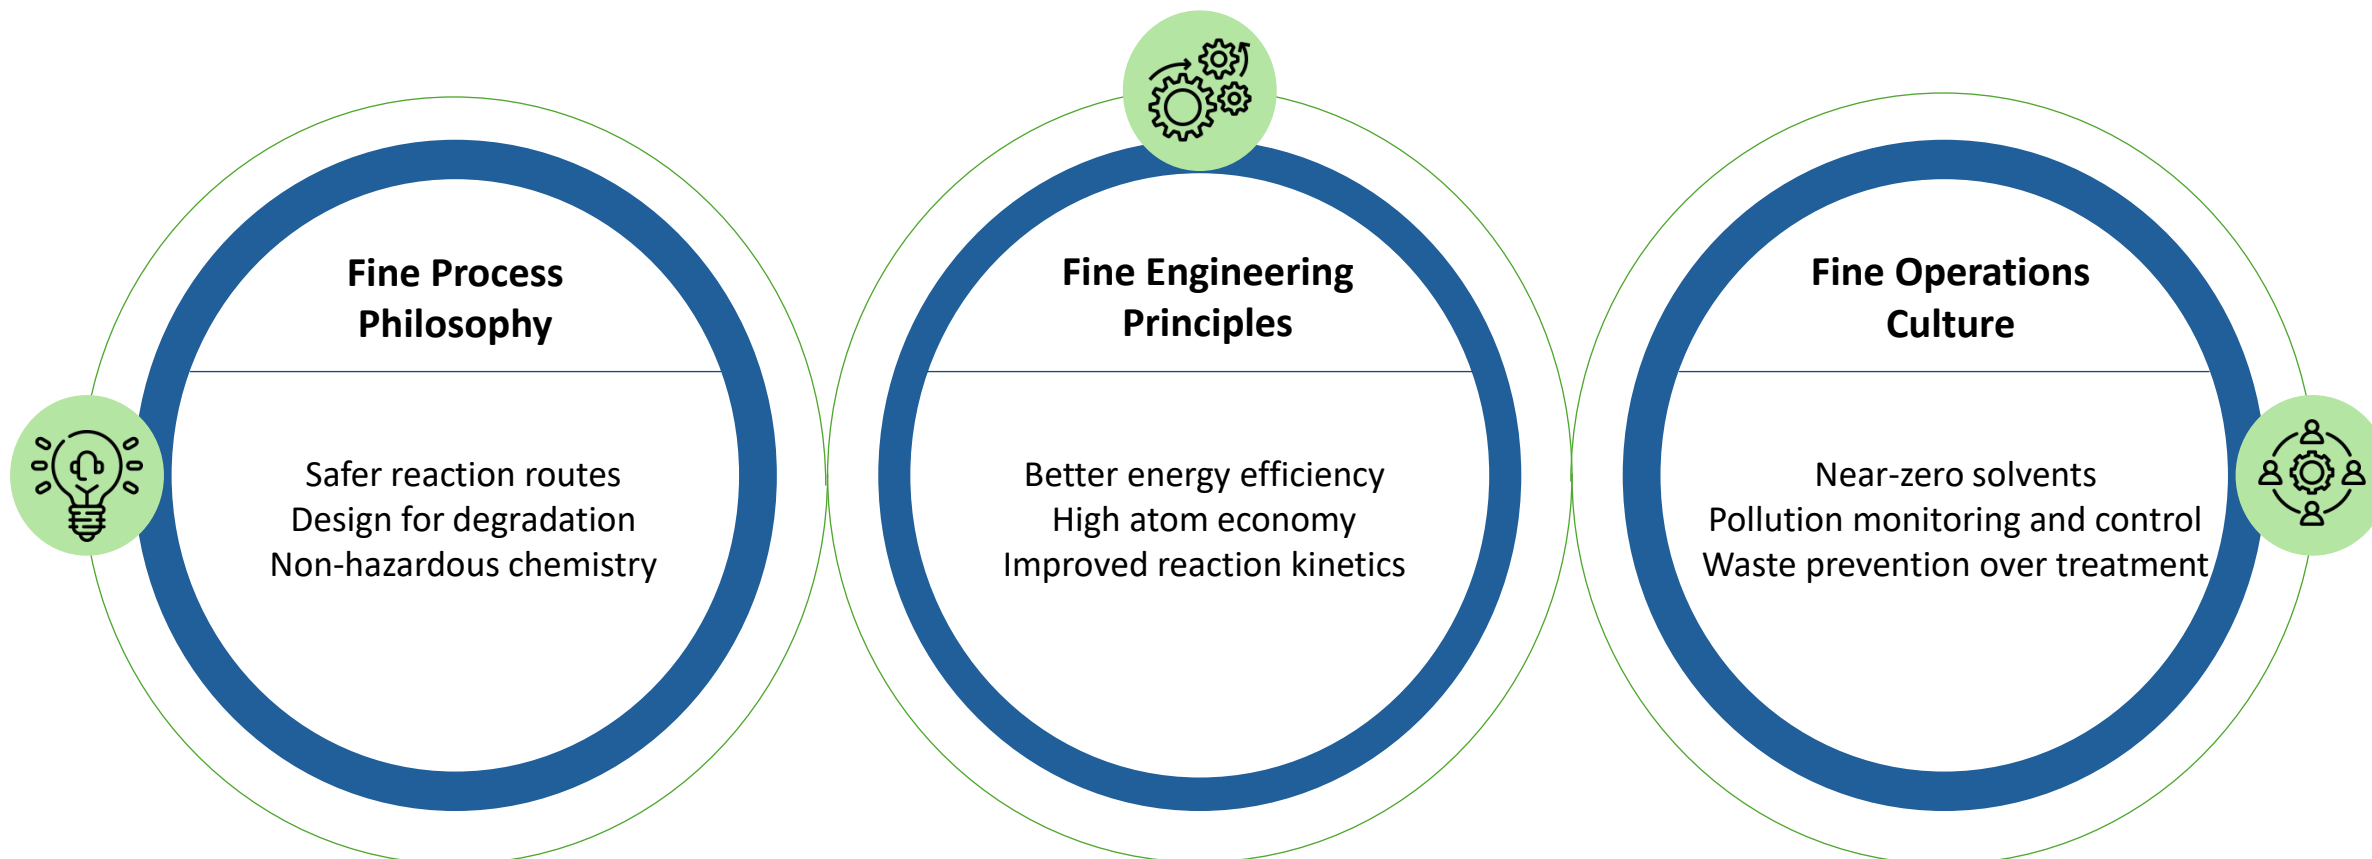 Fine Process
Philosophy
Safer reaction routes
Design for degradation
Non-hazardous chemistry
Fine Engineering
Principles
Better energy efficiency
High atom economy
Improved reaction kinetics
Fine Operations
Culture
Near-zero solvents
Pollution monitoring and control
Waste prevention over treatment